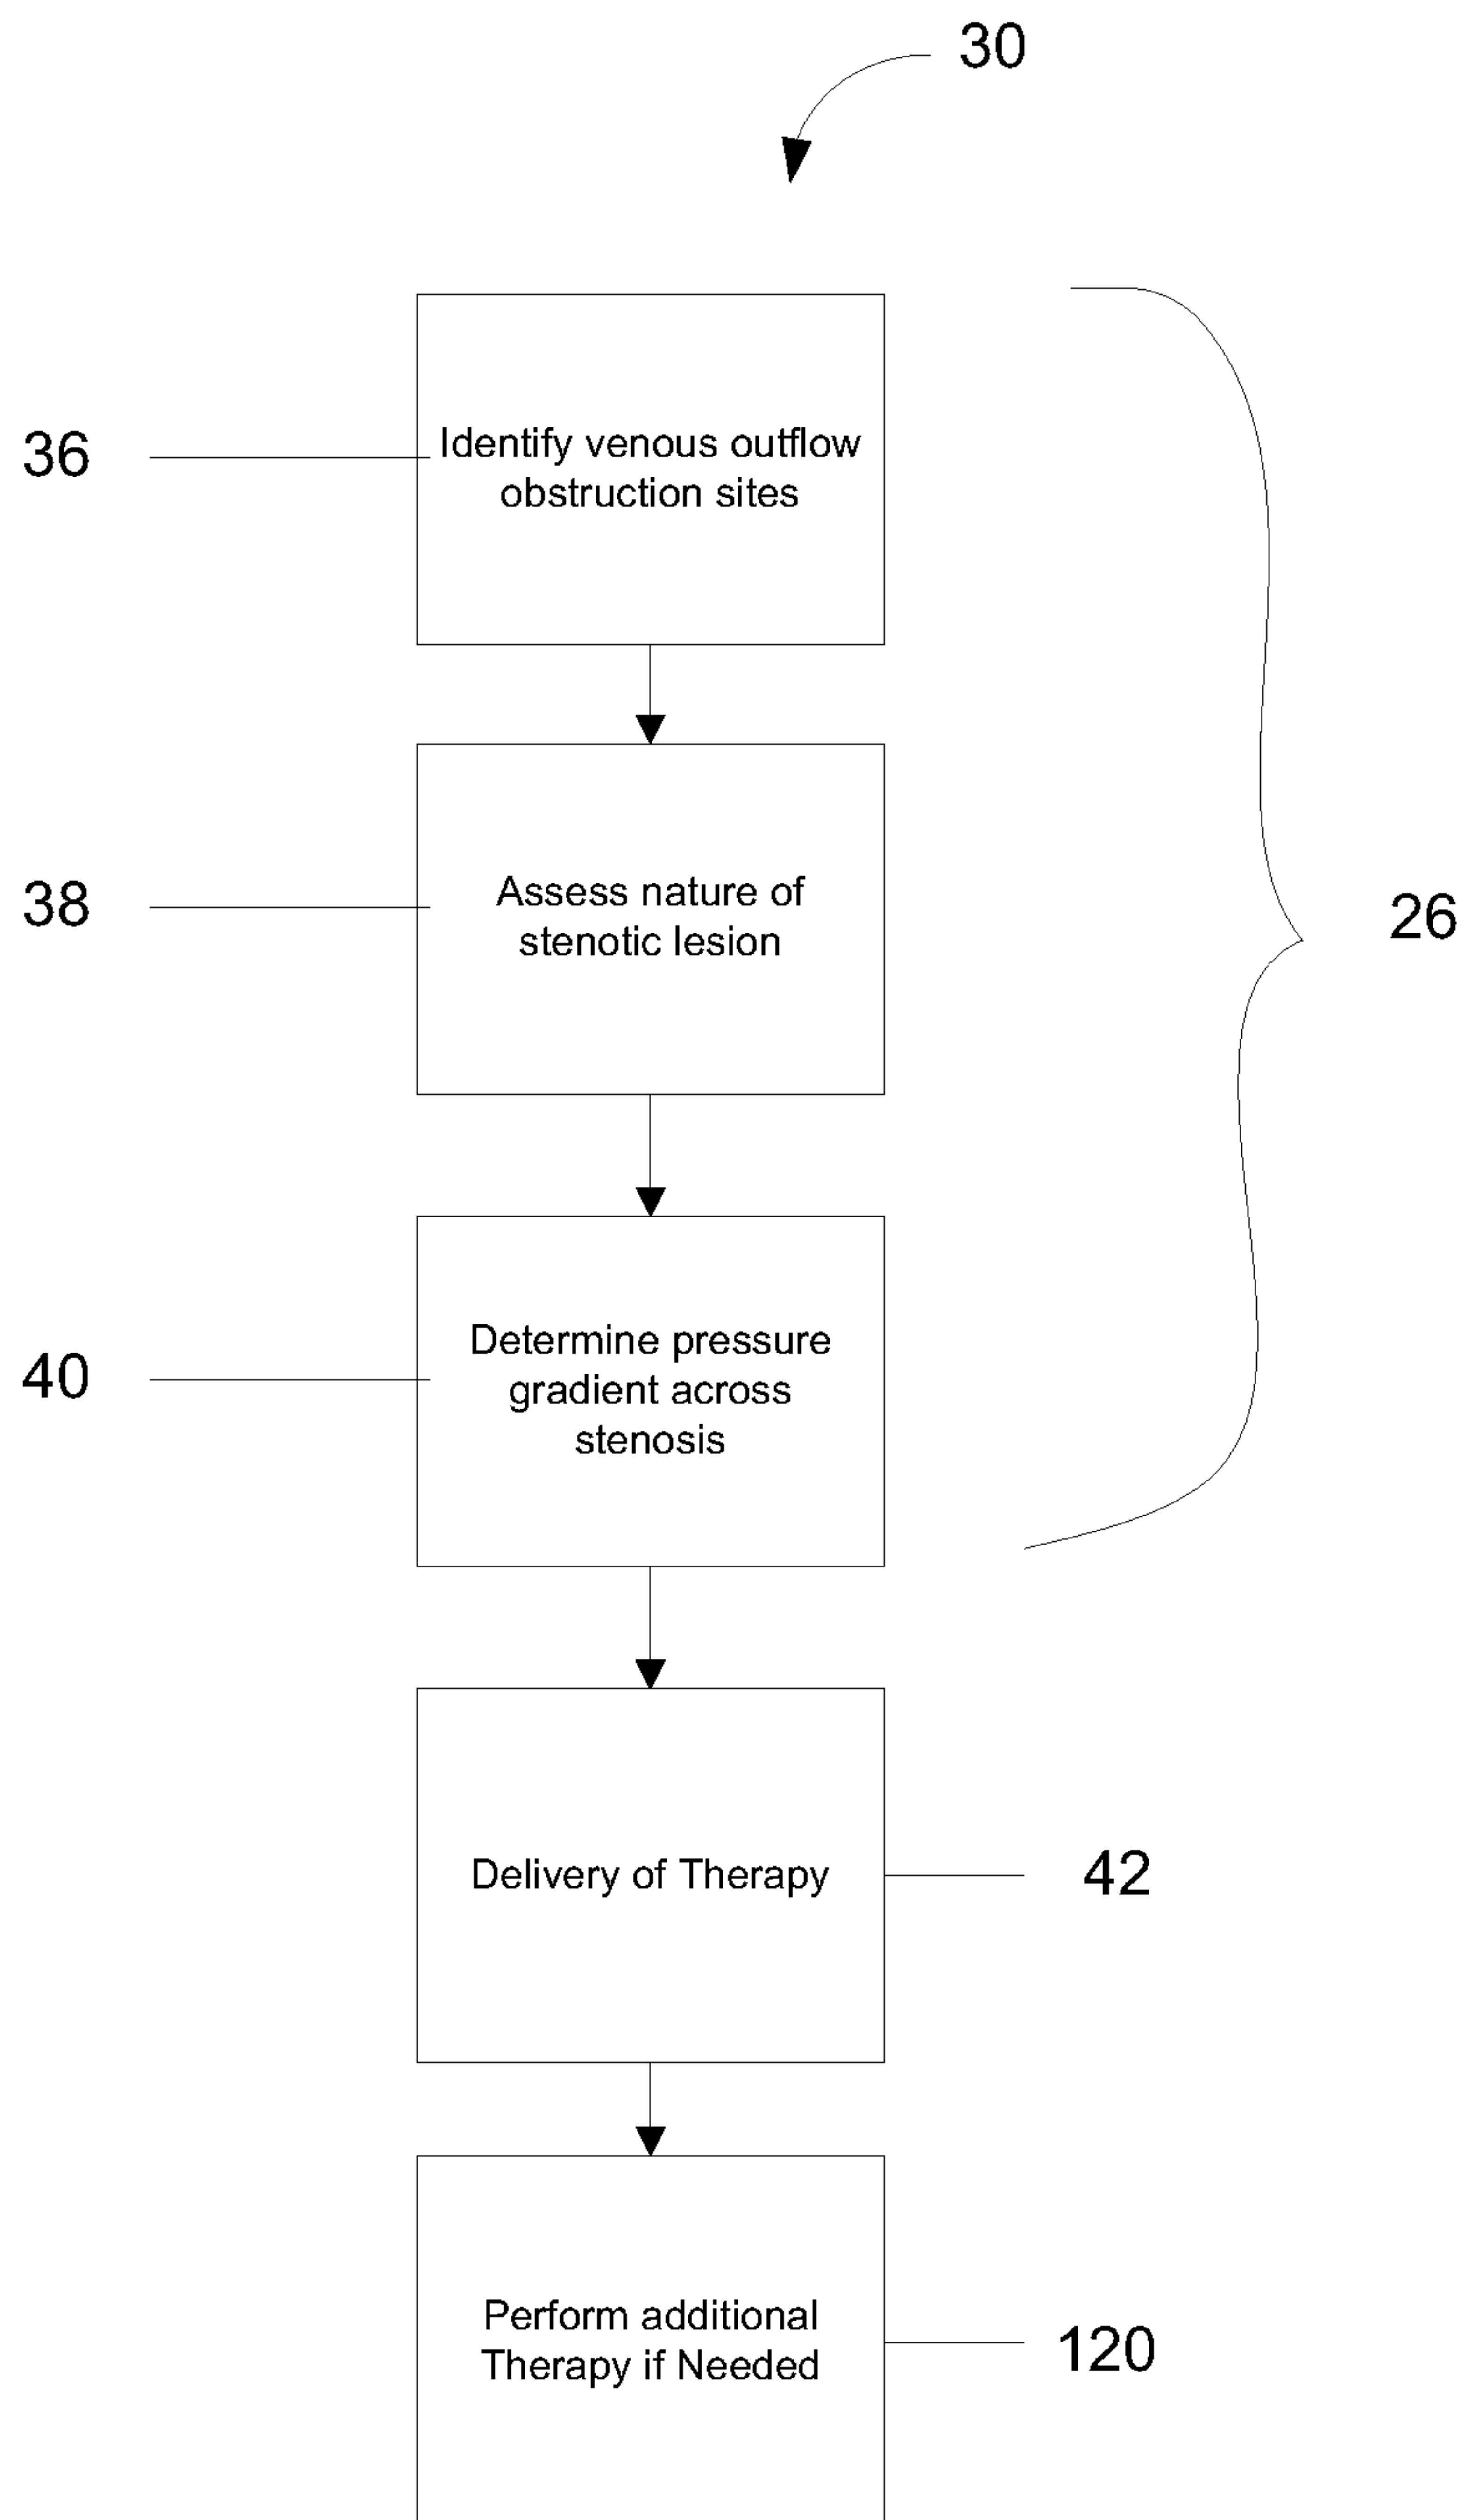 30
36
Identify venous outflow
obstruction sites
38
Assess nature of
stenotic lesion
26
40
Determine pressure
gradient across
stenosis
Delivery of Therapy
42
Perform additional
Therapy if Needed
120